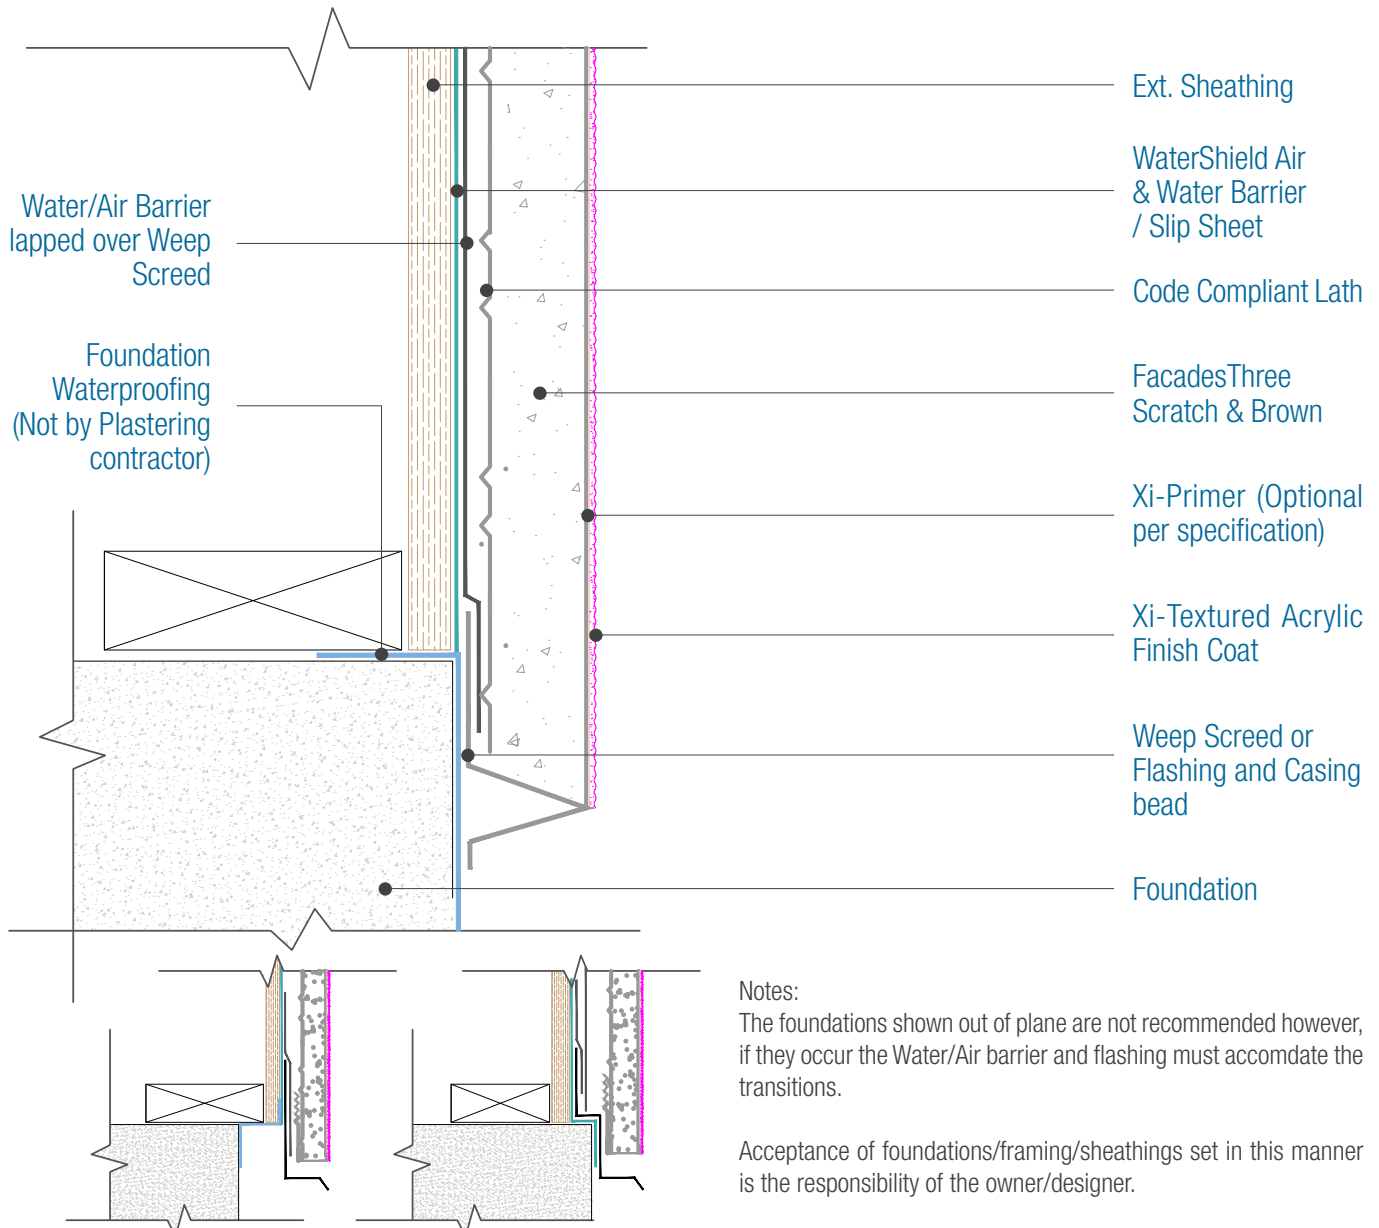 Water/Air Barrier
lapped over Weep
Screed
Foundation
Waterproofing
(Not by Plastering
contractor)
Ext. Sheathing
WaterShield Air
& Water Barrier
/ Slip Sheet
Code Compliant Lath
FacadesThree
Scratch & Brown
Xi-Primer (Optional
per specification)
Xi-Textured Acrylic
Finish Coat
Weep Screed or
Flashing and Casing
bead
Foundation
Notes:
The foundations shown out of plane are not recommended however,
if they occur the Water/Air barrier and flashing must accomdate the
transitions.
Acceptance of foundations/framing/sheathings set in this manner
is the responsibility of the owner/designer.